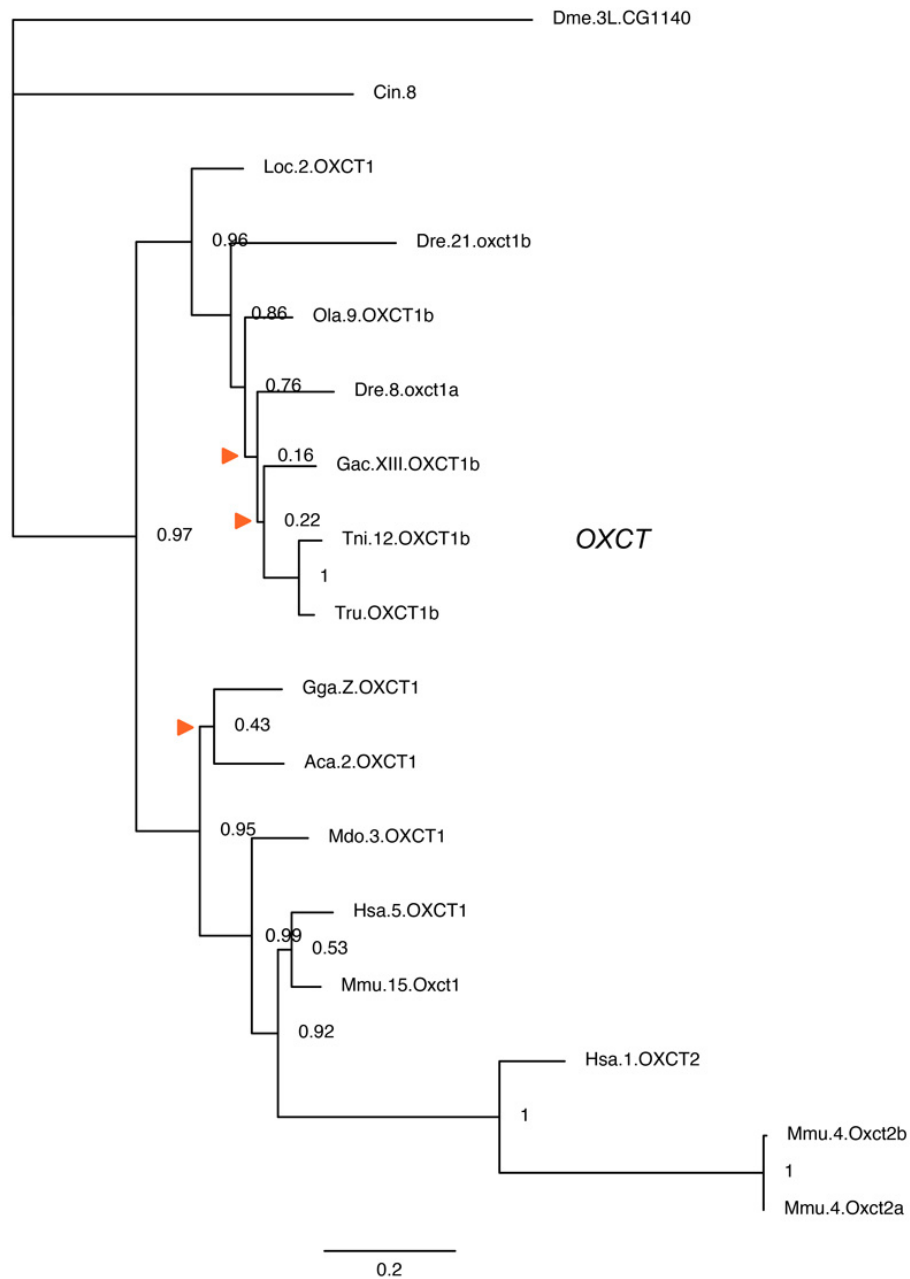 Dme.3L.CG1140
Cin.8
Loc.2.OXCT1
0.96
Dre.21.oxct1b
0.86
Ola.9.OXCT1b
0.76
Dre.8.oxct1a
0.16
Gac.XIII.OXCT1b
0.22
0.97
Tni.12.OXCT1b
OXCT
1
Tru.OXCT1b
Gga.Z.OXCT1
0.43
Aca.2.OXCT1
0.95
Mdo.3.OXCT1
Hsa.5.OXCT1
0.99
0.53
Mmu.15.Oxct1
0.92
Hsa.1.OXCT2
1
Mmu.4.Oxct2b
1
Mmu.4.Oxct2a
0.2